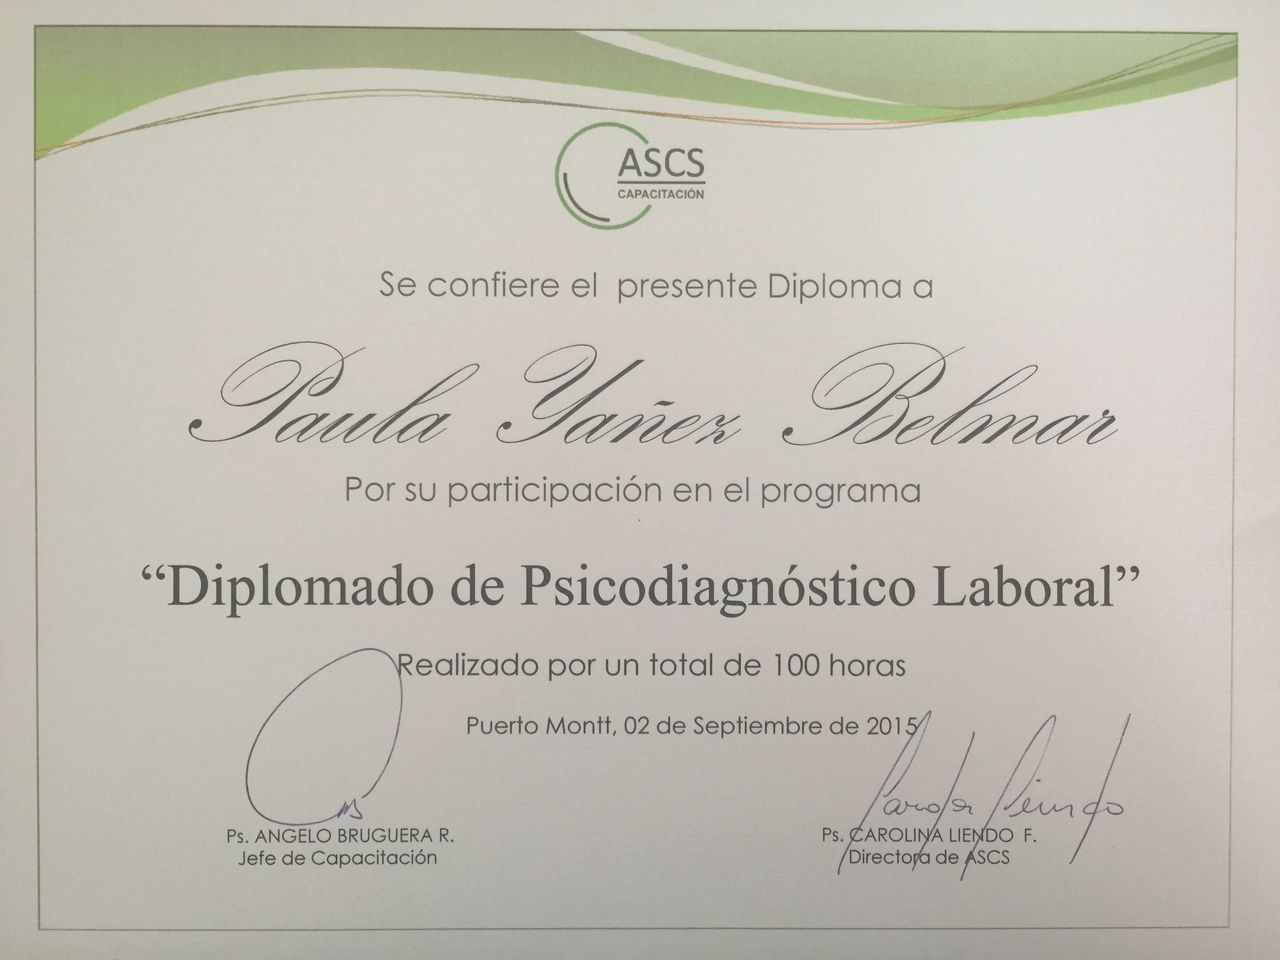 ASCS
CAPACITACIÓN
Se confiere el presente Diploma a
Paula Yañez Belmar
Por su participación en el programa
“Diplomado de Psicodiagnóstico Laboral”
Realizado por un total de 100 horas
Puerto Montt, 02 de Septiembre de 2015
Carola Liendo
Ps. ANGELO BRUGUERA R.
Jefe de Capacitación
Ps. CAROLINA LIENDO F.
Directora de ASCS